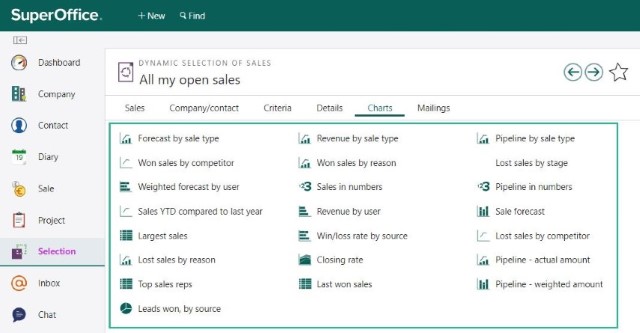 SuperOffice.
+ New
Find
Dashboard
Company
Contact
19
Diary
Sale
Project
Selection
Inbox
Chat
DYNAMIC SELECTION OF SALES
All my open sales
Sales
Company/contact
Criteria
Details
Charts
Mailings
Forecast by sale type
Revenue by sale type
Pipeline by sale type
Won sales by competitor
Won sales by reason
Lost sales by stage
Weighted forecast by user
Sales in numbers
Pipeline in numbers
Sales YTD compared to last year
Revenue by user
Sale forecast
Largest sales
Win/loss rate by source
Lost sales by competitor
Lost sales by reason
Closing rate
Pipeline - actual amount
Top sales reps
Last won sales
Pipeline - weighted amount
Leads won, by source